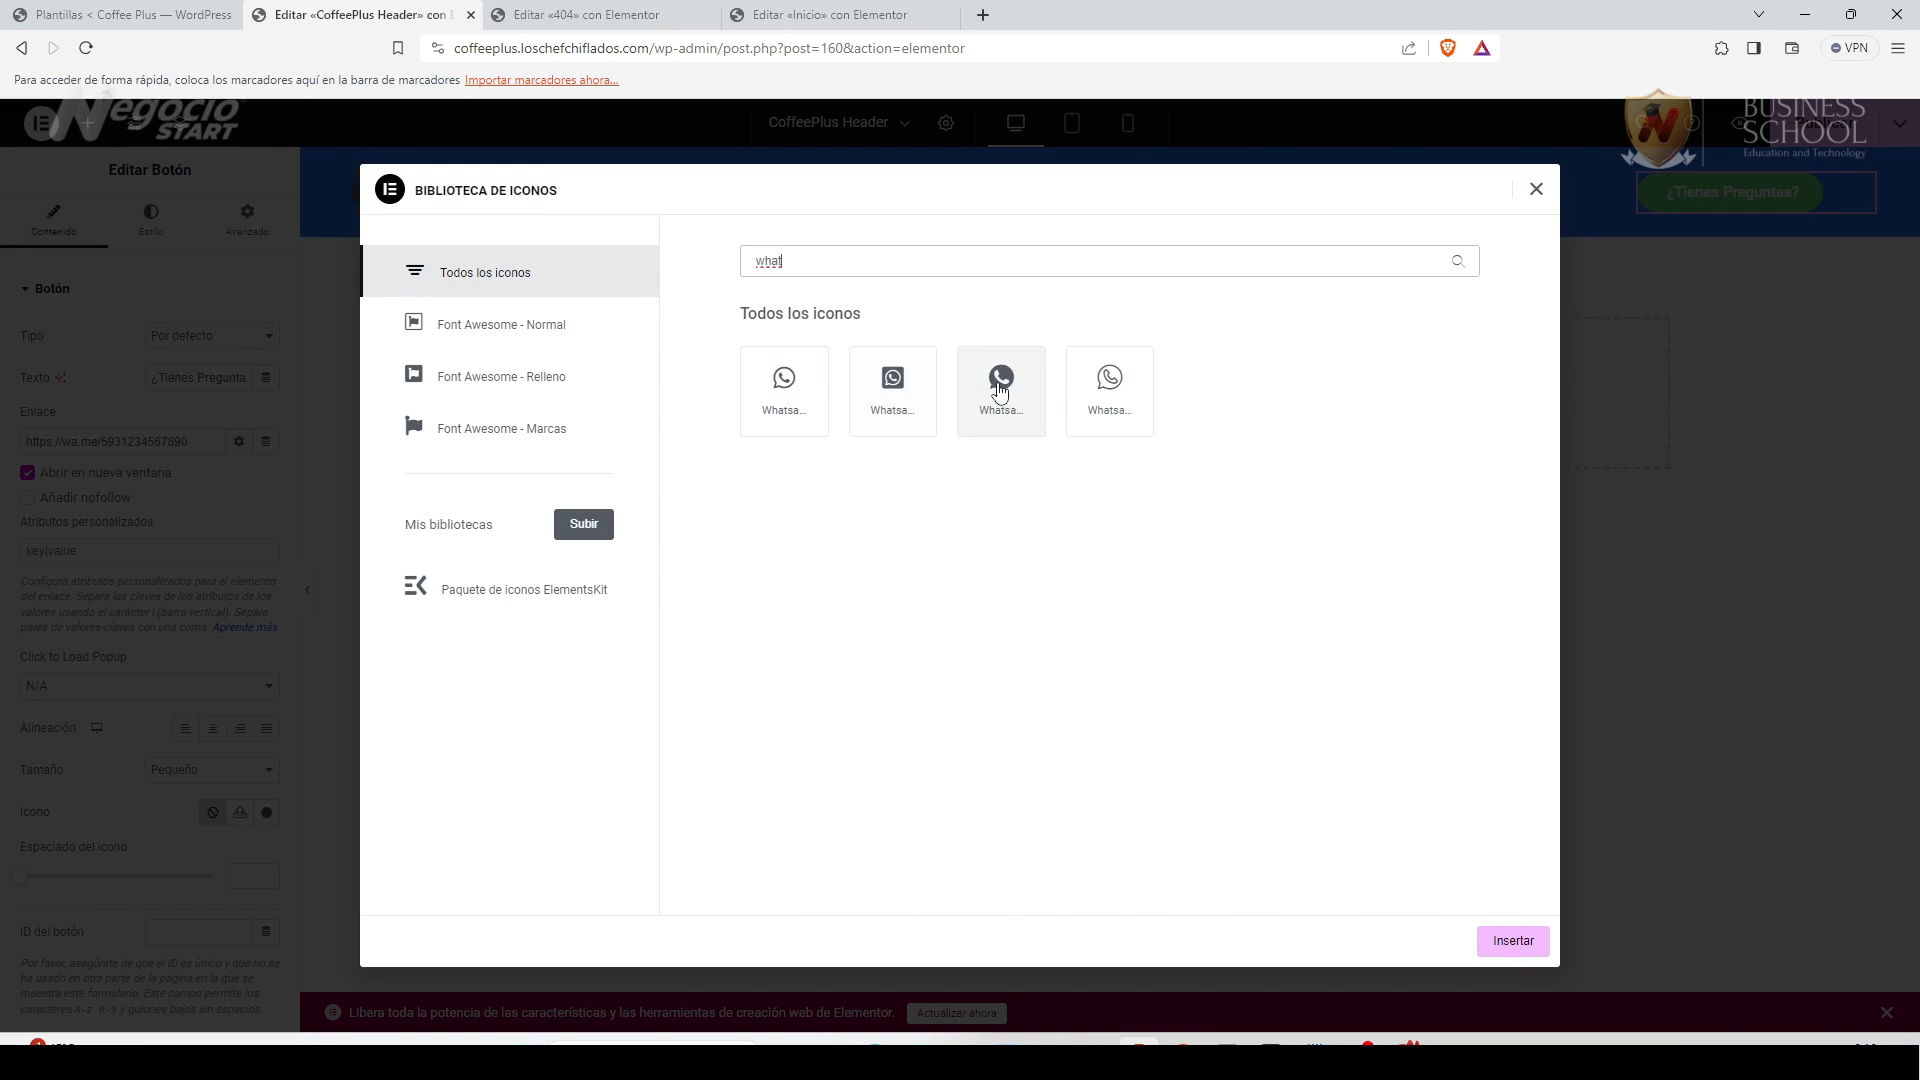 Plantillas < Coffee Plus — WordPress
Editar «CoffeePlus Header» con E
Editar «404» con Elementor
Editar «Inicio» con Elementor
coffeeplus.loschefchiflados.com/wp-admin/post.php?post=160&action=elementor
VPN
Para acceder de forma rápida, coloca los marcadores aquí en la barra de marcadores Importar marcadores ahora...
Negocio
START
CoffeePlus Header
BUSINESS
SCHOOL
Education and Technology
Editar Botón
¿Tienes Preguntas?
Contenido
Estilo
Avanzado
BIBLIOTECA DE ICONOS
Todos los iconos
Font Awesome - Normal
Font Awesome - Relleno
Font Awesome - Marcas
Mis bibliotecas
Subir
Paquete de iconos ElementsKit
what
Todos los iconos
Whatsa...
Whatsa...
Whatsa...
Whatsa...
Insertar
Botón
Tipo
Por defecto
Texto
¿Tienes Pregunta
Enlace
https://wa.me/5931234567890
Abrir en nueva ventana
Añadir nofollow
Atributos personalizados
key|value
Configura atributos personalizados para el elemento
del enlace. Separa las claves de los atributos de los
valores usando el carácter | (barra vertical). Separa
pares de valores-claves con una coma. Aprende más
Click to Load Popup
N/A
Alineación
Tamaño
Pequeño
Icono
Espaciado del icono
ID del botón
Por favor, asegúrate de que el ID es único y que no se
ha usado en otra parte de la página en la que se
muestra este formulario. Este campo permite los
caracteres A-z 0-9 y guiones bajos sin espacios.
Libera toda la potencia de las características y las herramientas de creación web de Elementor.
Actualizar ahora